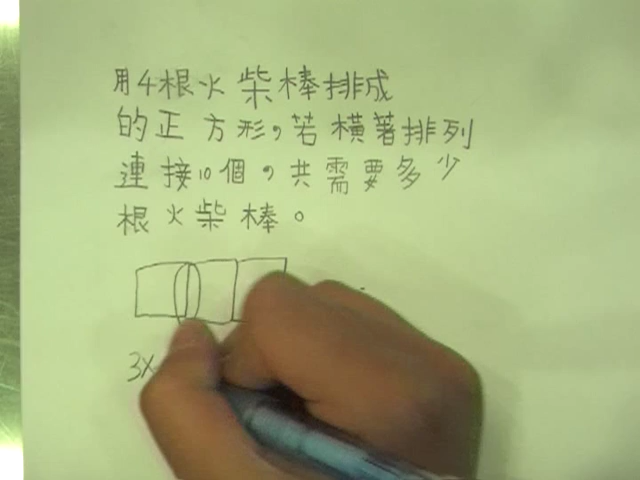 用4根火柴棒排成
的正方形，若橫著排列
連接10個，共需要多少
根火柴棒。
3×